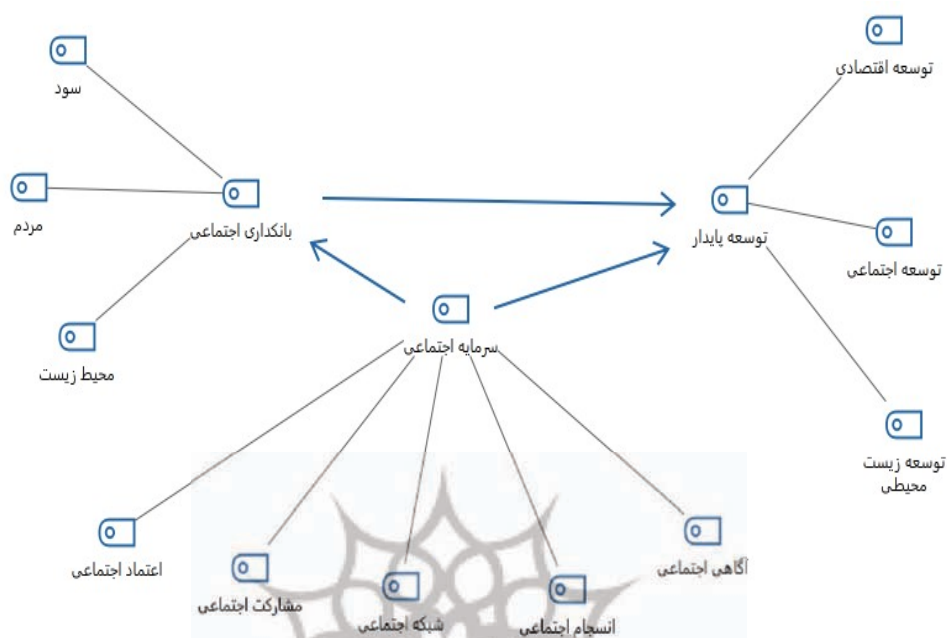 توسعه اقتصادی
سود
مردم
بانکداری اجتماعی
توسعه پایدار
توسعه اجتماعی
سرمایه اجتماعی
محیط زیست
توسعه زیست
محیطی
اعتماد اجتماعی
مشارکت اجتماعی
شبکه اجتماعی
انسجام اجتماعی
آگاهی اجتماعی